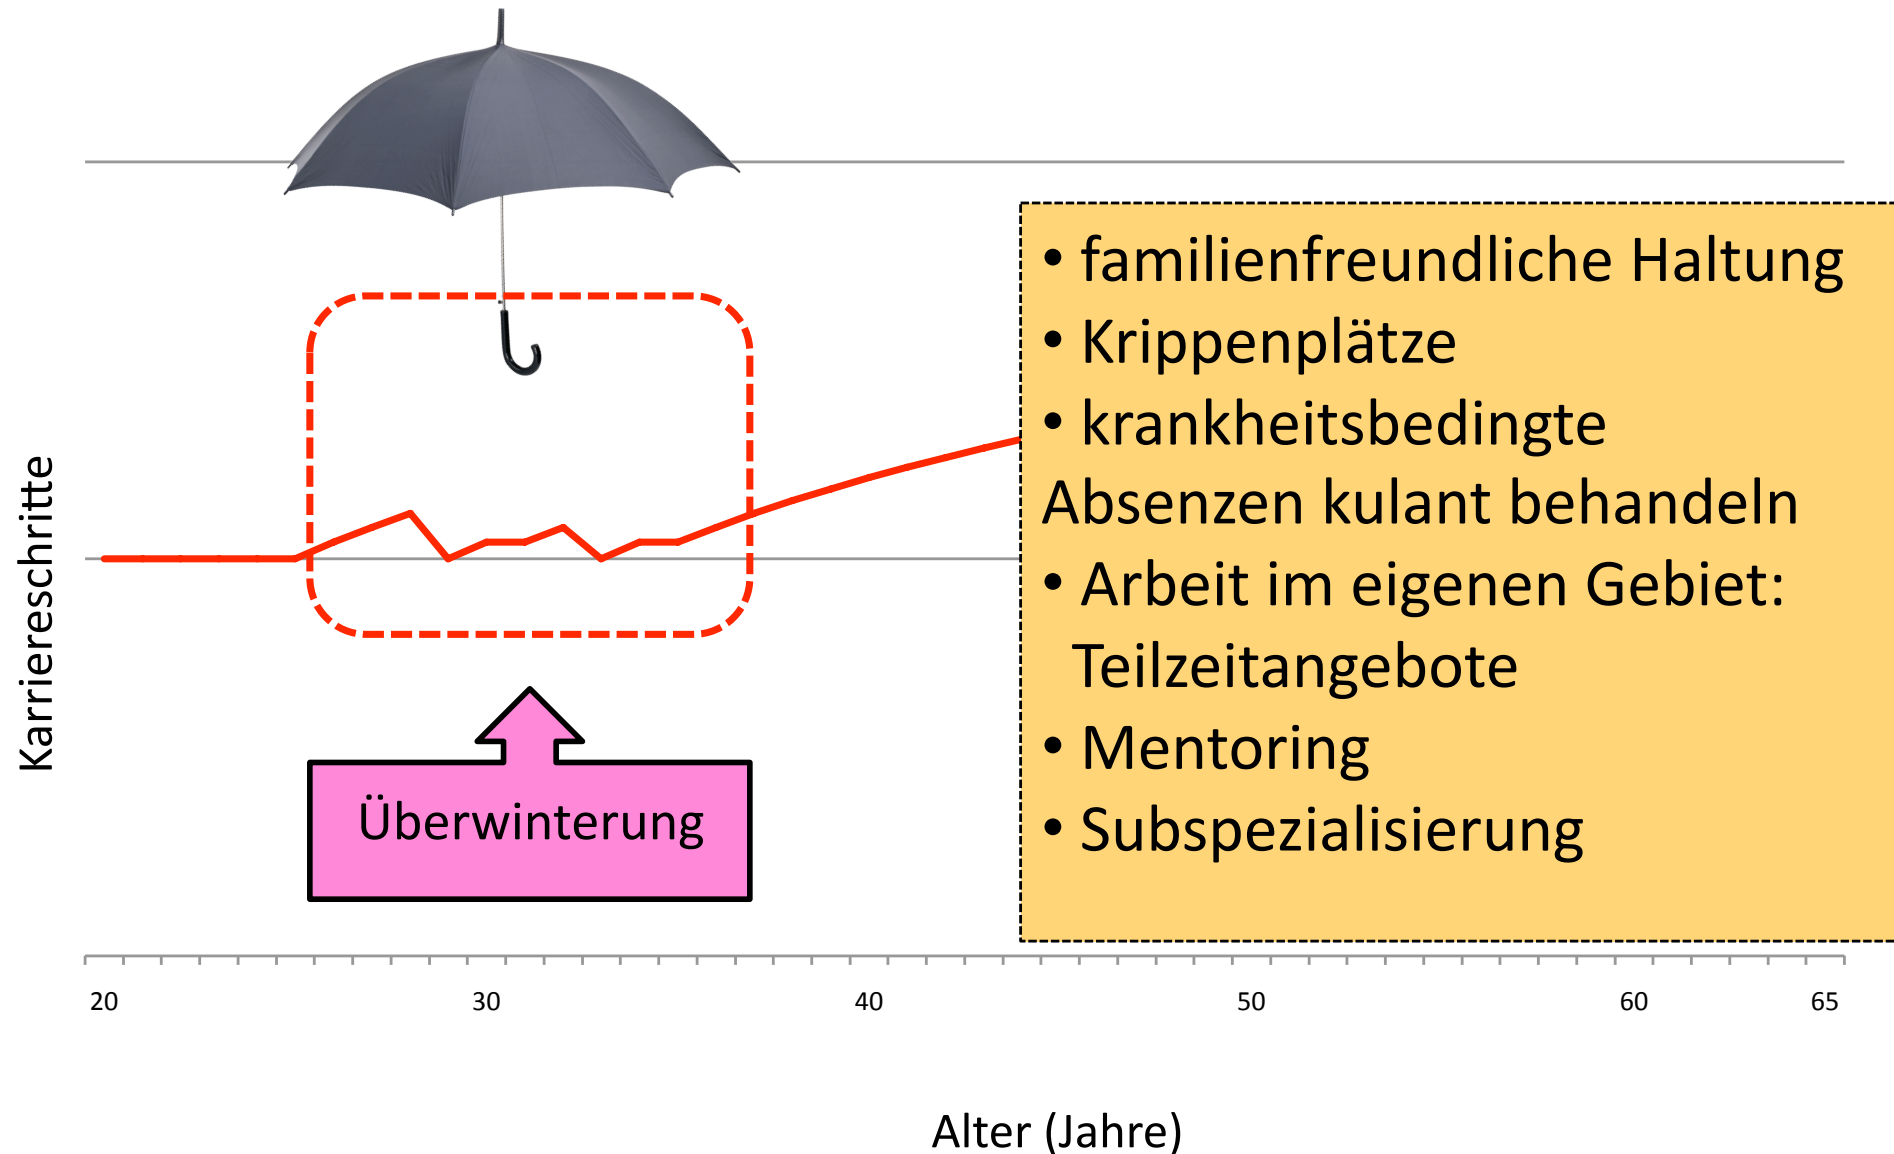 • familienfreundliche Haltung
• Krippenplätze
• krankheitsbedingte
Absenzen kulant behandeln
• Arbeit im eigenen Gebiet:
Teilzeitangebote
• Mentoring
• Subspezialisierung
Karriereschritte
Überwinterung
20 30 40 50 60 65
Alter (Jahre)